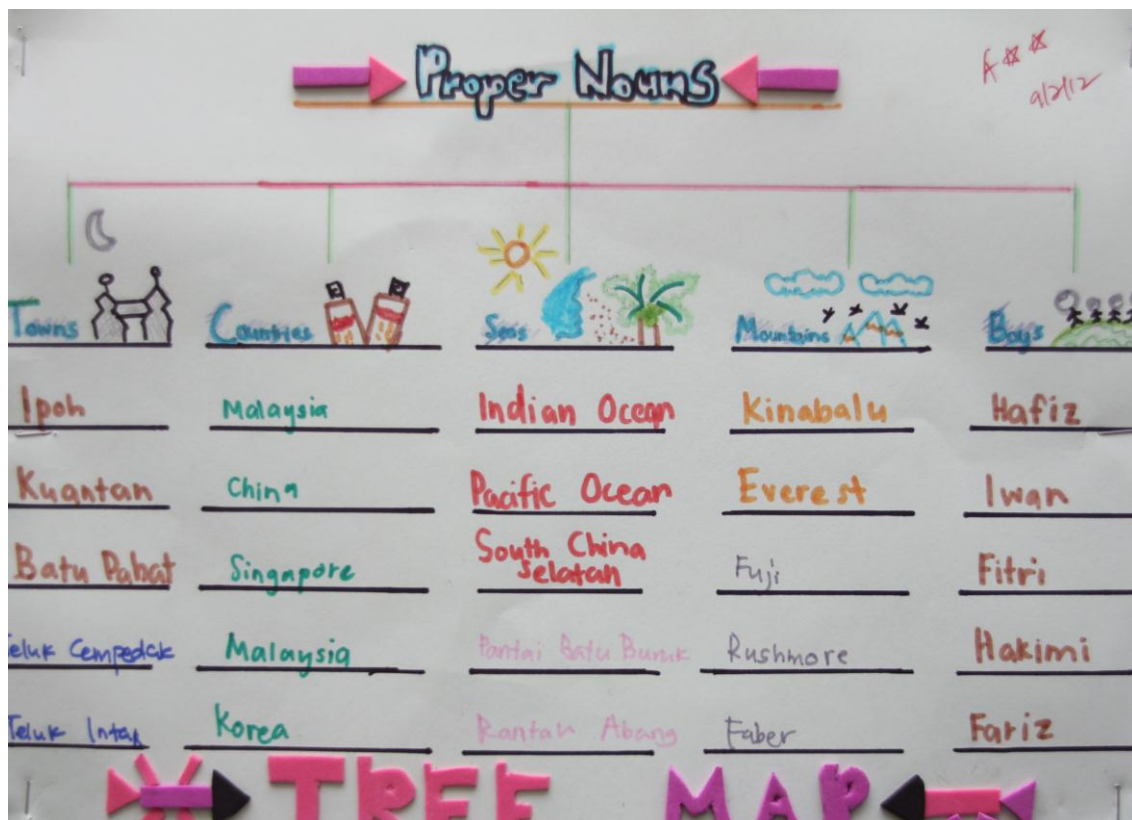 Proper Nouns
A
9/2/12
Towns
Countries
Seas
Mountains
Boys
Ipoh
Malaysia
Indian Ocean
Kinabalu
Hafiz
Kuantan
China
Pacific Ocean
Everest
Iwan
Batu Pahat
Singapore
South China
Selatan
Fuji
Fitri
eluk Cempedak
Malaysia
Pantai Batu Buruk
Rushmore
Hakimi
Teluk Intan
Korea
Rantau Abang
Faber
Fariz
TREE MAP